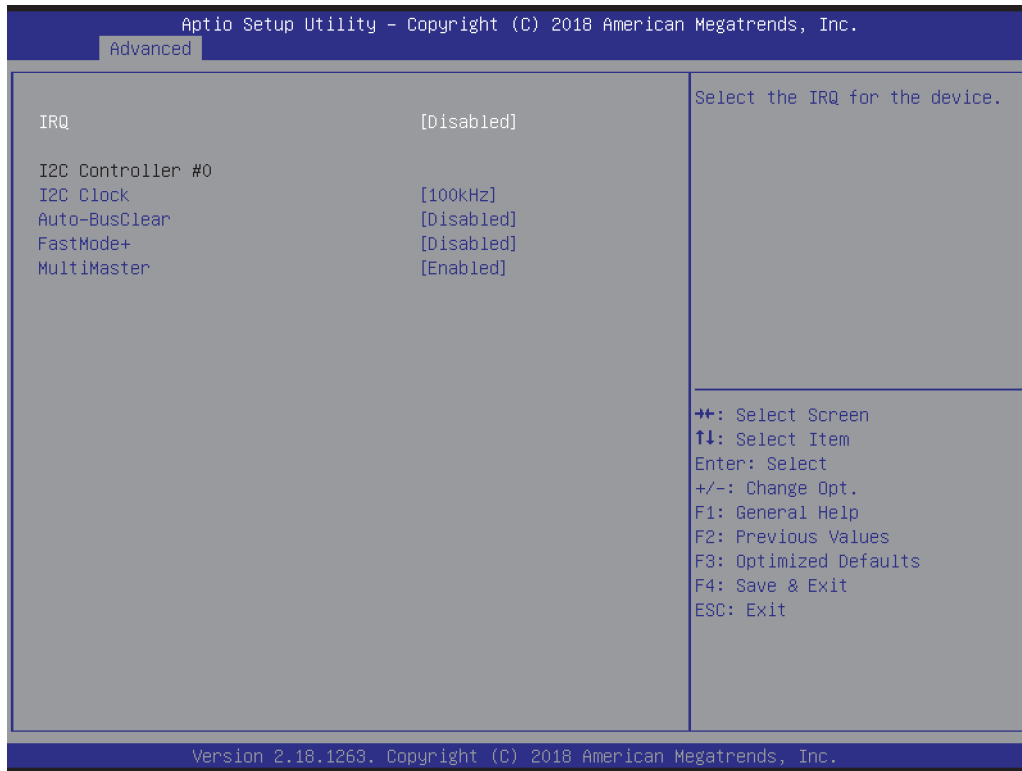 Aptio Setup Utility – Copyright (C) 2018 American Megatrends, Inc.
Advanced
IRQ [Disabled]
I2C Controller #0
I2C Clock [100kHz]
Auto-BusClear [Disabled]
FastMode+ [Disabled]
MultiMaster [Enabled]
Select the IRQ for the device.
→←: Select Screen
↑↓: Select Item
Enter: Select
+/-: Change Opt.
F1: General Help
F2: Previous Values
F3: Optimized Defaults
F4: Save & Exit
ESC: Exit
Version 2.18.1263. Copyright (C) 2018 American Megatrends, Inc.